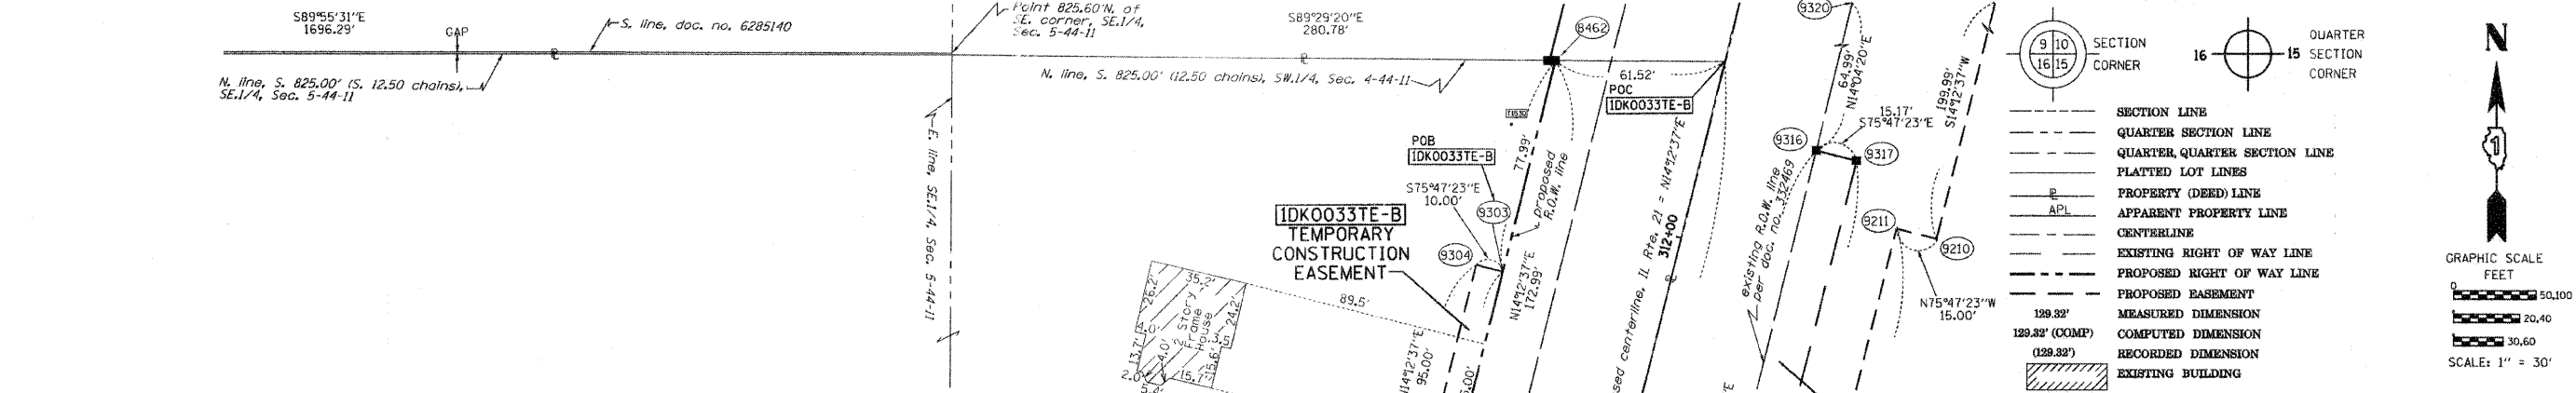 S89°55'31"E
1696.29'
GAP
S. line, doc. no. 6285140
N. line, S. 825.00' (S. 12.50 chains),
SE.1/4, Sec. 5-44-11
Point 825.60'N. of
SE. corner, SE.1/4,
Sec. 5-44-11
E. line, SE.1/4, Sec. 5-44-11
S89°29'20"E
280.78'
N. line, S. 825.00' (12.50 chains), SW.1/4, Sec. 4-44-11
8462
61.52'
POC
1DK0033TE-B
POB
1DK0033TE-B
77.99'
proposed
R.O.W. line
S75°47'23"E
10.00'
9303
9304
1DK0033TE-B
TEMPORARY
CONSTRUCTION
EASEMENT
N14°12'37"E
172.99'
89.5'
35.2'
26.2'
24.2'
2 Story
Frame
House
13.7'
4.0'
15.6'
3.5'
2.0'
15.7'
N14°12'37"E
95.00'
centerline, IL Rte. 21 = N14°12'37"E
312+00
existing R.O.W. line
per doc. no. 332469
9320
64.99'
N14°04'20"E
15.17'
S75°47'23"E
9316
9317
199.99'
S14°12'37"W
9211
9210
N75°47'23"W
15.00'
9 10
16 15
SECTION
CORNER
16
15
QUARTER
SECTION
CORNER
SECTION LINE
QUARTER SECTION LINE
QUARTER, QUARTER SECTION LINE
PLATTED LOT LINES
PROPERTY (DEED) LINE
APL
APPARENT PROPERTY LINE
CENTERLINE
EXISTING RIGHT OF WAY LINE
PROPOSED RIGHT OF WAY LINE
PROPOSED EASEMENT
129.32'
MEASURED DIMENSION
129.32' (COMP)
COMPUTED DIMENSION
(129.32')
RECORDED DIMENSION
EXISTING BUILDING
N
1
GRAPHIC SCALE
FEET
0
50,100
20,40
30,60
SCALE: 1" = 30'